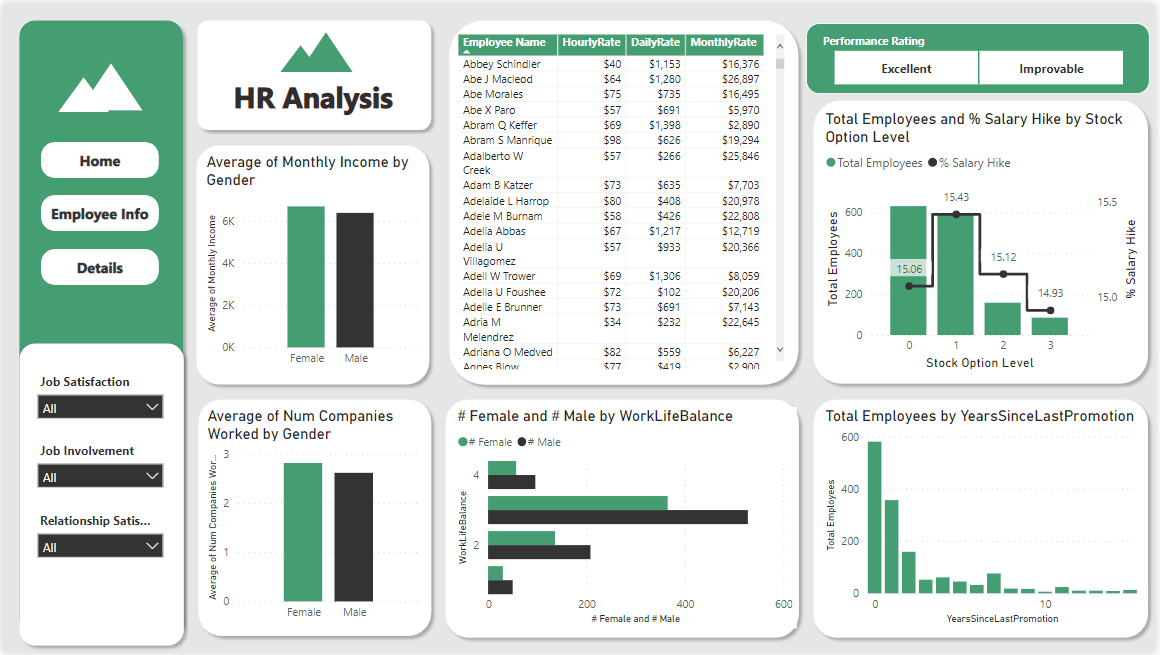 Home
Employee Info
Details
Job Satisfaction
All
Job Involvement
All
Relationship Satis...
All
HR Analysis
Average of Monthly Income by
Gender
Average of Monthly Income
6K
4K
2K
0K
Female Male
Employee Name HourlyRate DailyRate MonthlyRate
Abbey Schindler $40 $1,153 $16,376
Abe J Macleod $64 $1,280 $26,897
Abe Morales $75 $735 $16,495
Abe X Paro $57 $691 $5,970
Abram Q Keffer $69 $1,398 $2,890
Abram S Manrique $98 $626 $19,294
Adalberto W $57 $266 $25,846
Creek
Adam B Katzer $73 $635 $7,703
Adelaide L Harrop $80 $408 $20,978
Adele M Burnam $58 $426 $22,808
Adelia Abbas $67 $1,217 $12,719
Adelia U $57 $933 $20,366
Villagomez
Adell W Trower $69 $1,306 $8,059
Adella U Foushee $72 $102 $20,206
Adelle E Brunner $73 $691 $7,143
Adria M $34 $232 $22,645
Melendrez
Adriana O Medved $82 $559 $6,227
Agnes Blow $77 $419 $2,900
Performance Rating
Excellent Improvable
Total Employees and % Salary Hike by Stock
Option Level
Total Employees % Salary Hike
Total Employees
600
400
200
0
15.06
15.43
15.12
14.93
15.5
15.0
% Salary Hike
0 1 2 3
Stock Option Level
Average of Num Companies
Worked by Gender
Average of Num Companies Wor...
3
2
1
0
Female Male
# Female and # Male by WorkLifeBalance
# Female # Male
WorkLifeBalance
4
2
0 200 400 600
# Female and # Male
Total Employees by YearsSinceLastPromotion
Total Employees
600
400
200
0
0 10
YearsSinceLastPromotion